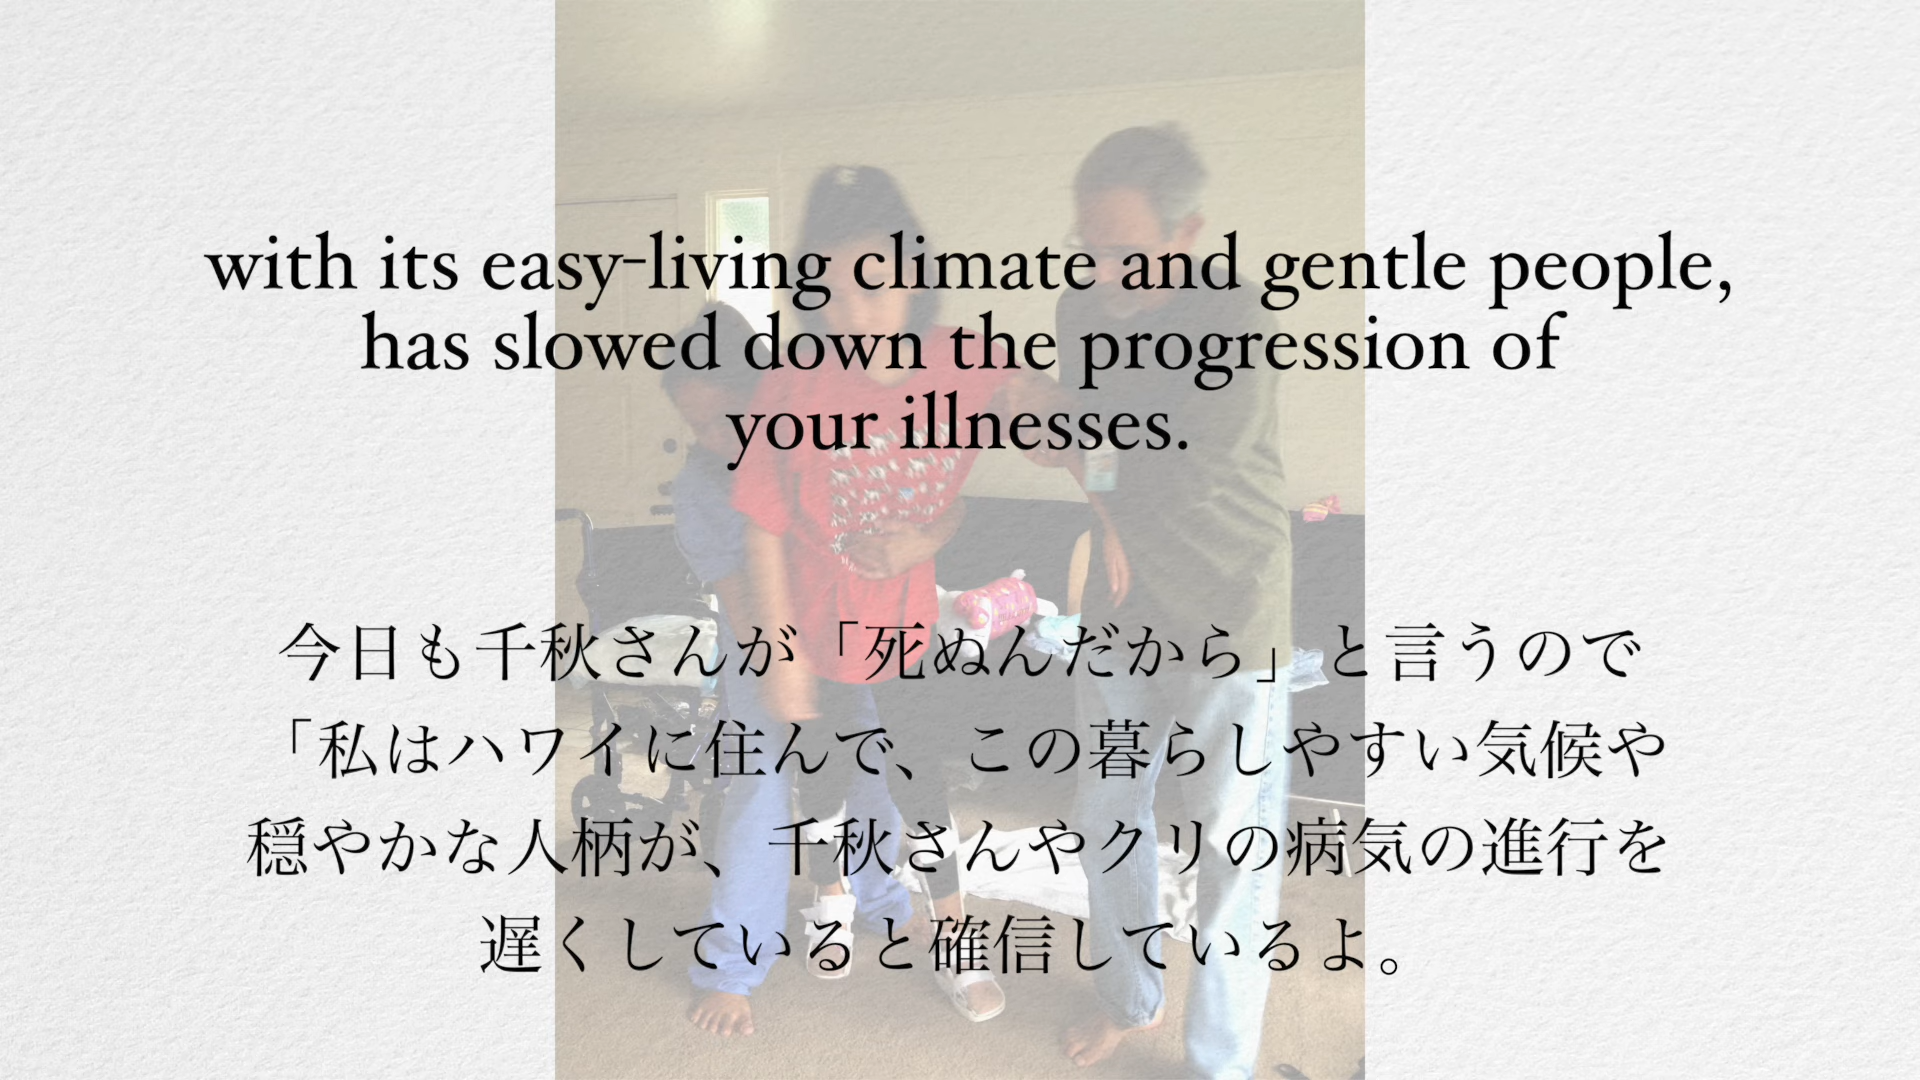 with its easy-living climate and gentle people,
has slowed down the progression of
your illnesses.
今日も千秋さんが「死ぬんだから」と言うので
「私はハワイに住んで、この暮らしやすい気候や
穏やかな人柄が、千秋さんやクリの病気の進行を
遅くしていると確信しているよ。